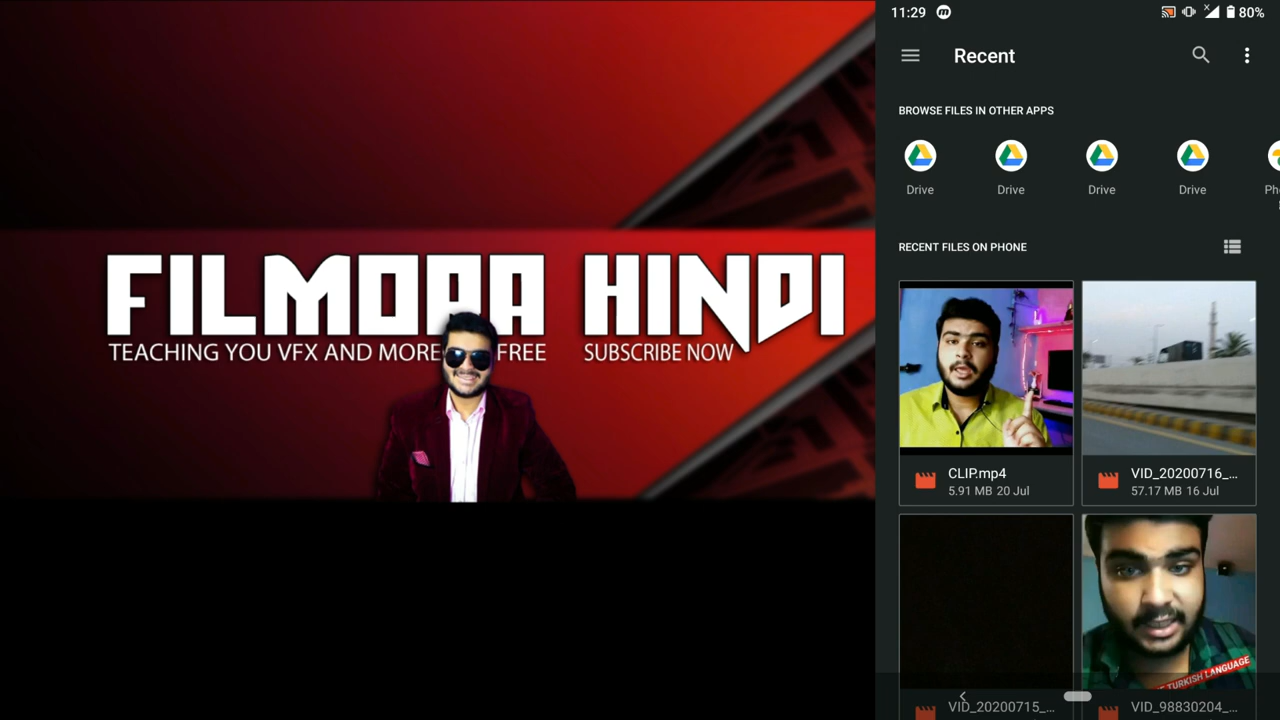 FILMORA HINDI
TEACHING YOU VFX AND MORE FREE SUBSCRIBE NOW
11:29
80%
Recent
BROWSE FILES IN OTHER APPS
Drive
Drive
Drive
Drive
RECENT FILES ON PHONE
CLIP.mp4
5.91 MB 20 Jul
VID_20200716_...
57.17 MB 16 Jul
TURKISH LANGUAGE
VID_20200715_...
VID_98830204_...